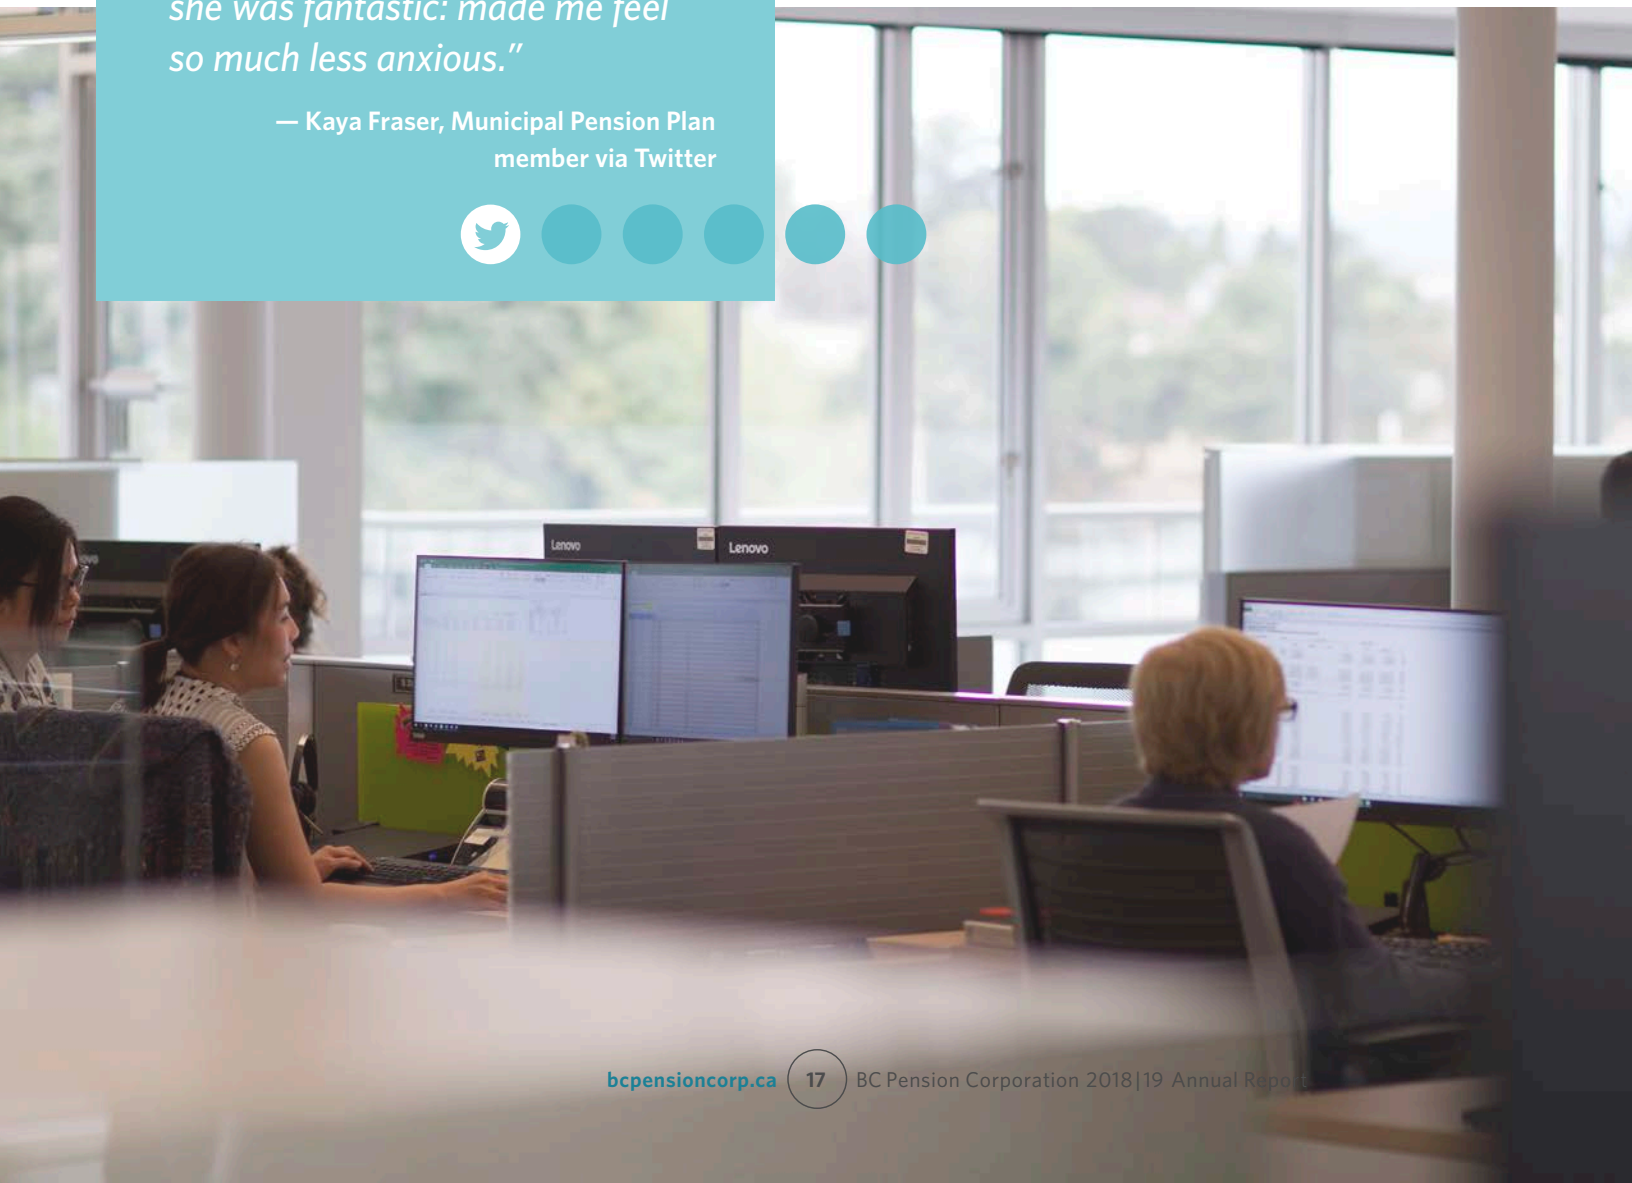 she was fantastic: made me feel
so much less anxious.”
— Kaya Fraser, Municipal Pension Plan
member via Twitter
Lenovo
Lenovo
bcpensioncorp.ca 17 BC Pension Corporation 2018|19 Annual Report